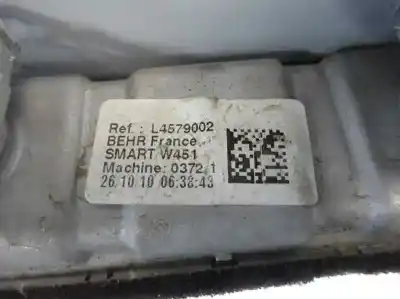 Ref.: L4579002
BEHR France
SMART W451
Machine: 0372 1
26.10.10 06:38:43